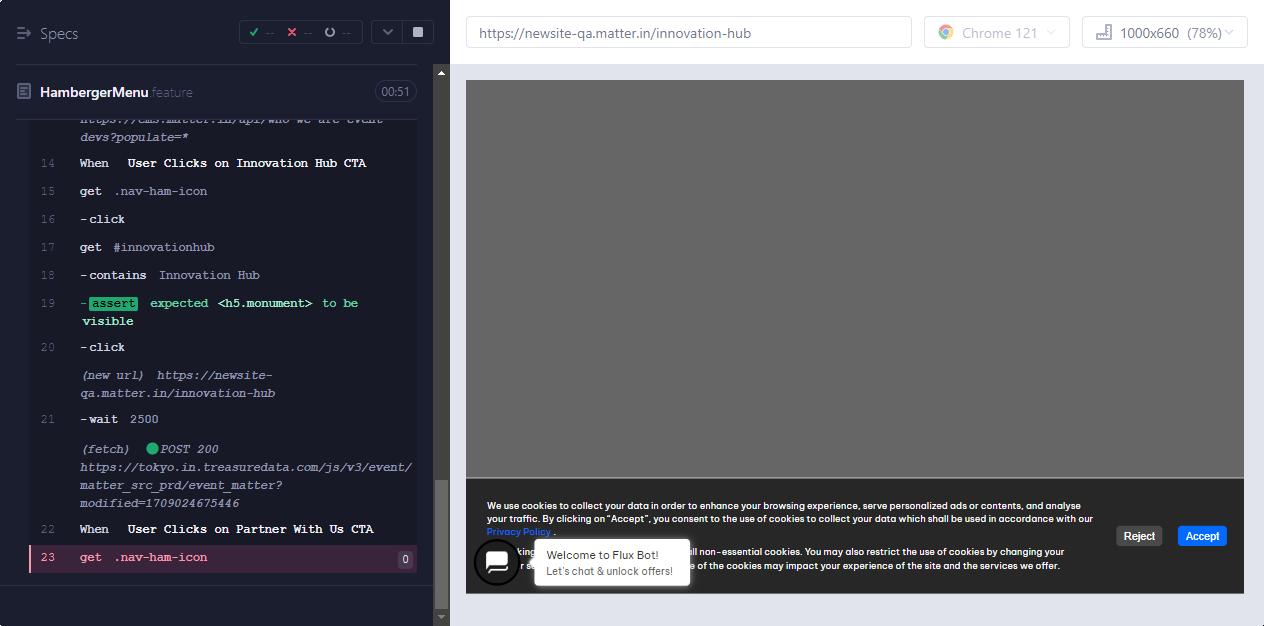 Specs
-- -- --
HambergerMenu.feature 00:51
https://cms.matter.in/api/who-we-are-event-
devs?populate=*
14 When User Clicks on Innovation Hub CTA
15 get .nav-ham-icon
16 -click
17 get #innovationhub
18 -contains Innovation Hub
19 -assert expected <h5.monument> to be
visible
20 -click
(new url) https://newsite-
qa.matter.in/innovation-hub
21 -wait 2500
(fetch) POST 200
https://tokyo.in.treasuredata.com/js/v3/event/
matter_src_prd/event_matter?
modified=1709024675446
22 When User Clicks on Partner With Us CTA
23 get .nav-ham-icon 0
https://newsite-qa.matter.in/innovation-hub
Chrome 121
1000x660 (78%)
We use cookies to collect your data in order to enhance your browsing experience, serve personalized ads or contents, and analyse
your traffic. By clicking on "Accept", you consent to the use of cookies to collect your data which shall be used in accordance with our
Privacy Policy .
all non-essential cookies. You may also restrict the use of cookies by changing your
of the cookies may impact your experience of the site and the services we offer.
Reject
Accept
Welcome to Flux Bot!
Let's chat & unlock offers!